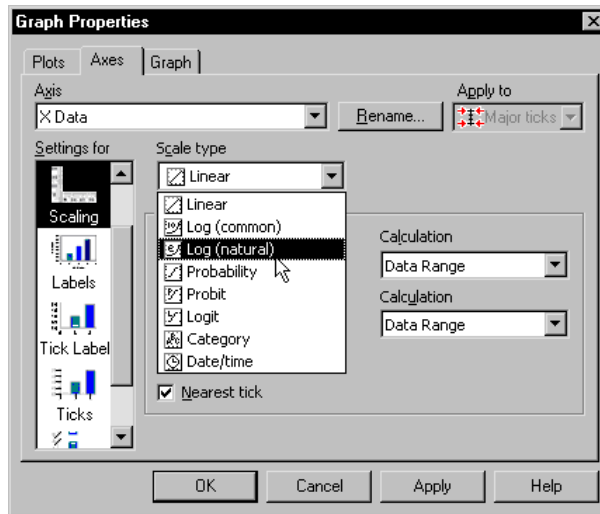 Graph Properties
Plots
Axes
Graph
Axis
X Data
Rename...
Apply to
Major ticks
Settings for
Scaling
Labels
Tick Label
Ticks
Scale type
Linear
Linear
Log (common)
Log (natural)
Probability
Probit
Logit
Category
Date/time
Calculation
Data Range
Calculation
Data Range
Nearest tick
OK
Cancel
Apply
Help